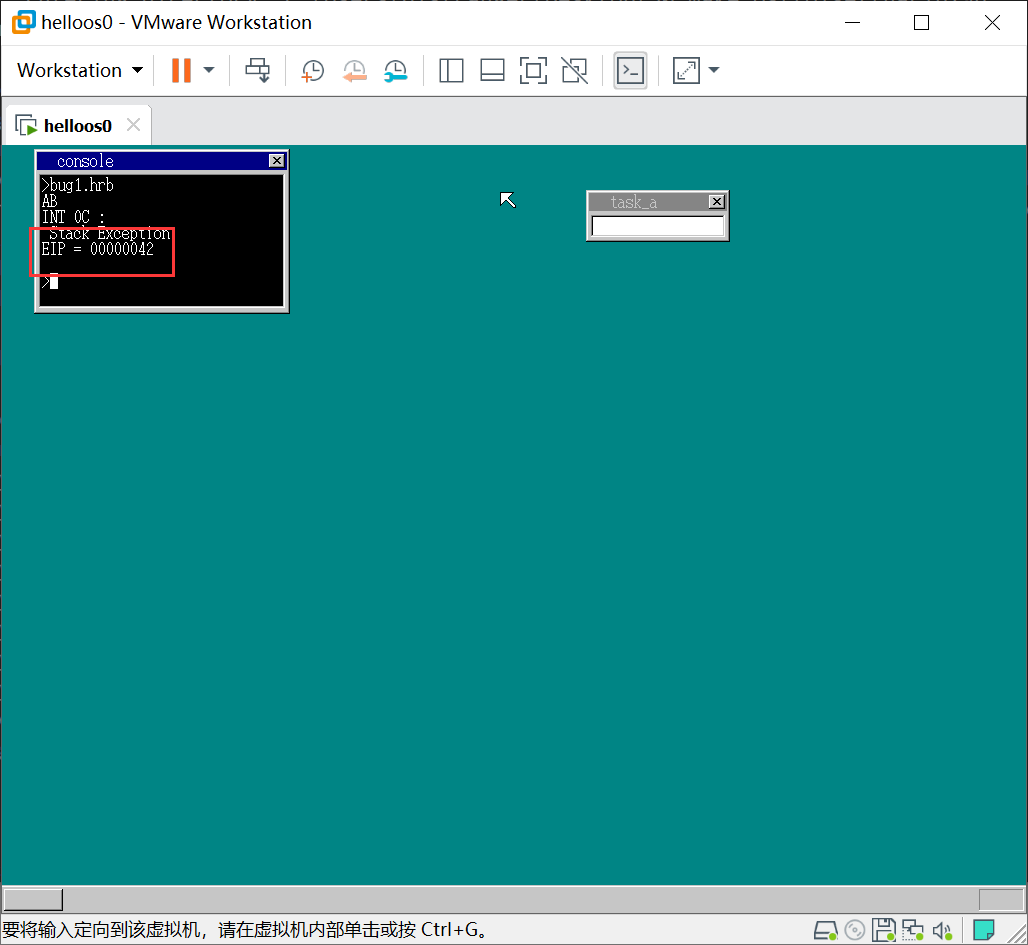 helloos0 - VMware Workstation
Workstation
helloos0
console
>bug1.hrb
AB
INT 0C :
Stack Exception
EIP = 00000042
>
task_a
要将输入定向到该虚拟机，请在虚拟机内部单击或按 Ctrl+G。